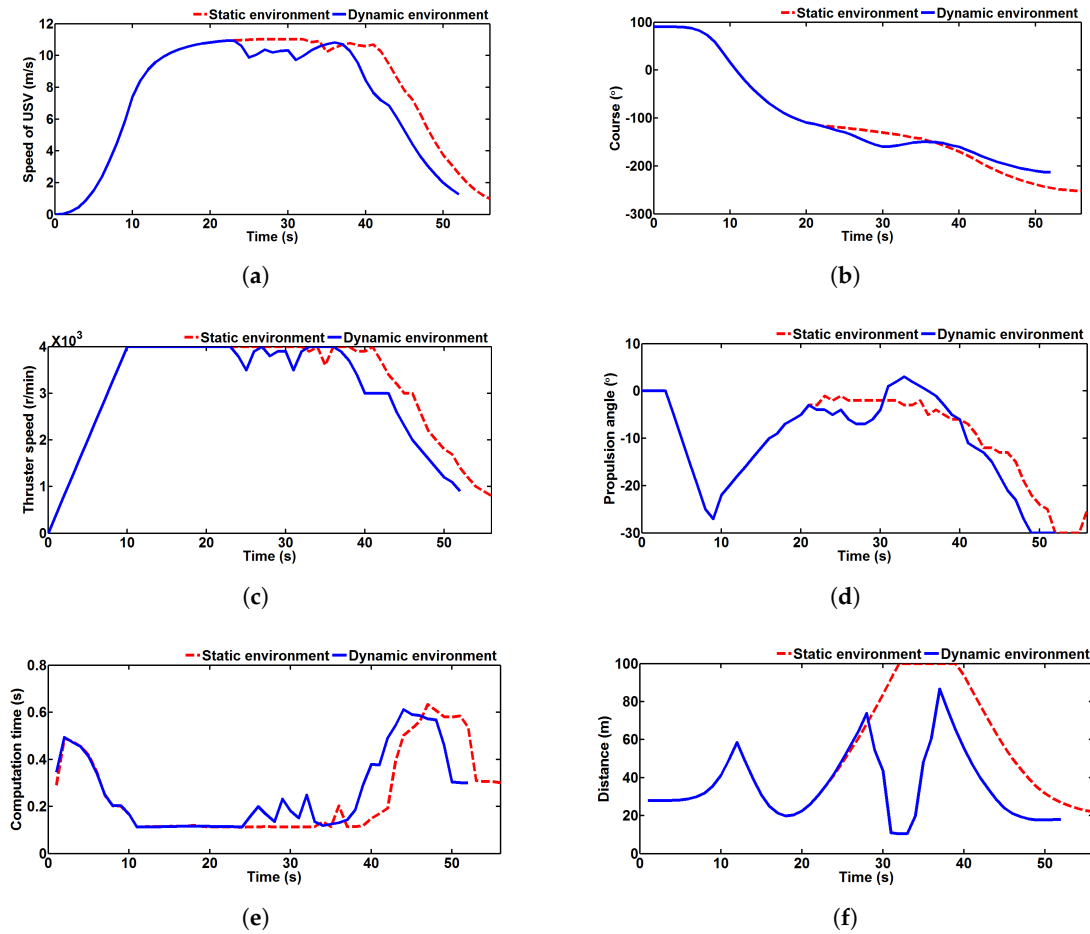 Static environment Dynamic environment
Speed of USV (m/s)
12
10
8
6
4
2
0
0 10 20 30 40 50
Time (s)
(a)
Static environment Dynamic environment
Course (°)
100
0
-100
-200
-300
0 10 20 30 40 50
Time (s)
(b)
X10³
Static environment Dynamic environment
Thruster speed (r/min)
4
3
2
1
0
0 10 20 30 40 50
Time (s)
(c)
Static environment Dynamic environment
Propulsion angle (°)
10
0
-10
-20
-30
0 10 20 30 40 50
Time (s)
(d)
Static environment Dynamic environment
Computation time (s)
0.8
0.6
0.4
0.2
0
0 10 20 30 40 50
Time (s)
(e)
Static environment Dynamic environment
Distance (m)
100
80
60
40
20
0
0 10 20 30 40 50
Time (s)
(f)